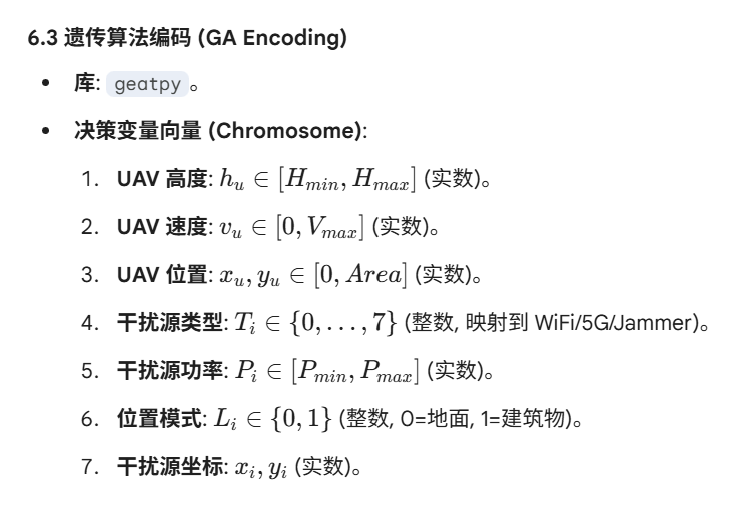 6.3 遗传算法编码 (GA Encoding)
• 库: geatpy。
• 决策变量向量 (Chromosome):
1. UAV 高度: $h_u \in [H_{min}, H_{max}]$ (实数)。
2. UAV 速度: $v_u \in [0, V_{max}]$ (实数)。
3. UAV 位置: $x_u, y_u \in [0, Area]$ (实数)。
4. 干扰源类型: $T_i \in \{0, \ldots, 7\}$ (整数, 映射到 WiFi/5G/Jammer)。
5. 干扰源功率: $P_i \in [P_{min}, P_{max}]$ (实数)。
6. 位置模式: $L_i \in \{0, 1\}$ (整数, 0=地面, 1=建筑物)。
7. 干扰源坐标: $x_i, y_i$ (实数)。